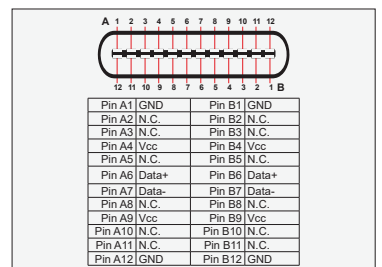 A 1 2 3 4 5 6 7 8 9 10 11 12
12 11 10 9 8 7 6 5 4 3 2 1 B
Pin A1 GND Pin B1 GND
Pin A2 N.C. Pin B2 N.C.
Pin A3 N.C. Pin B3 N.C.
Pin A4 Vcc Pin B4 Vcc
Pin A5 N.C. Pin B5 N.C.
Pin A6 Data+ Pin B6 Data+
Pin A7 Data- Pin B7 Data-
Pin A8 N.C. Pin B8 N.C.
Pin A9 Vcc Pin B9 Vcc
Pin A10 N.C. Pin B10 N.C.
Pin A11 N.C. Pin B11 N.C.
Pin A12 GND Pin B12 GND